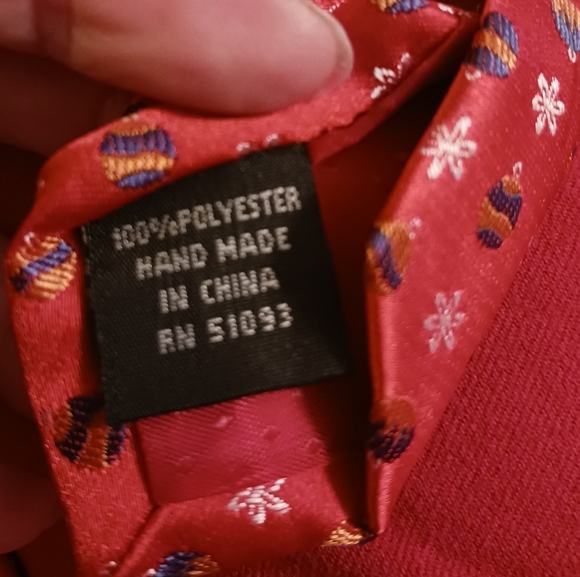 100% POLYESTER
HAND MADE
IN CHINA
RN 51093